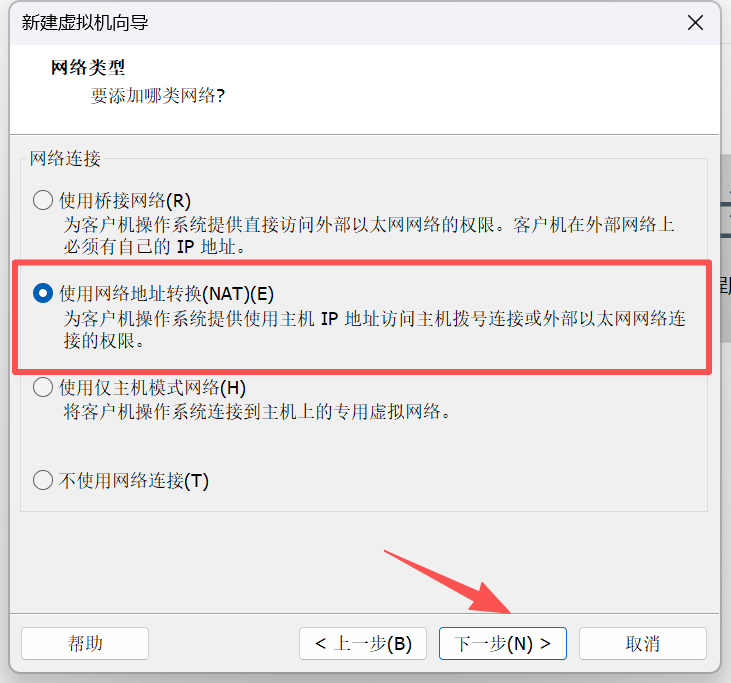 新建虚拟机向导
网络类型
要添加哪类网络?
网络连接
使用桥接网络(R)
为客户机操作系统提供直接访问外部以太网网络的权限。客户机在外部网络上
必须有自己的 IP 地址。
使用网络地址转换(NAT)(E)
为客户机操作系统提供使用主机 IP 地址访问主机拨号连接或外部以太网网络连
接的权限。
使用仅主机模式网络(H)
将客户机操作系统连接到主机上的专用虚拟网络。
不使用网络连接(T)
帮助
< 上一步(B)
下一步(N) >
取消